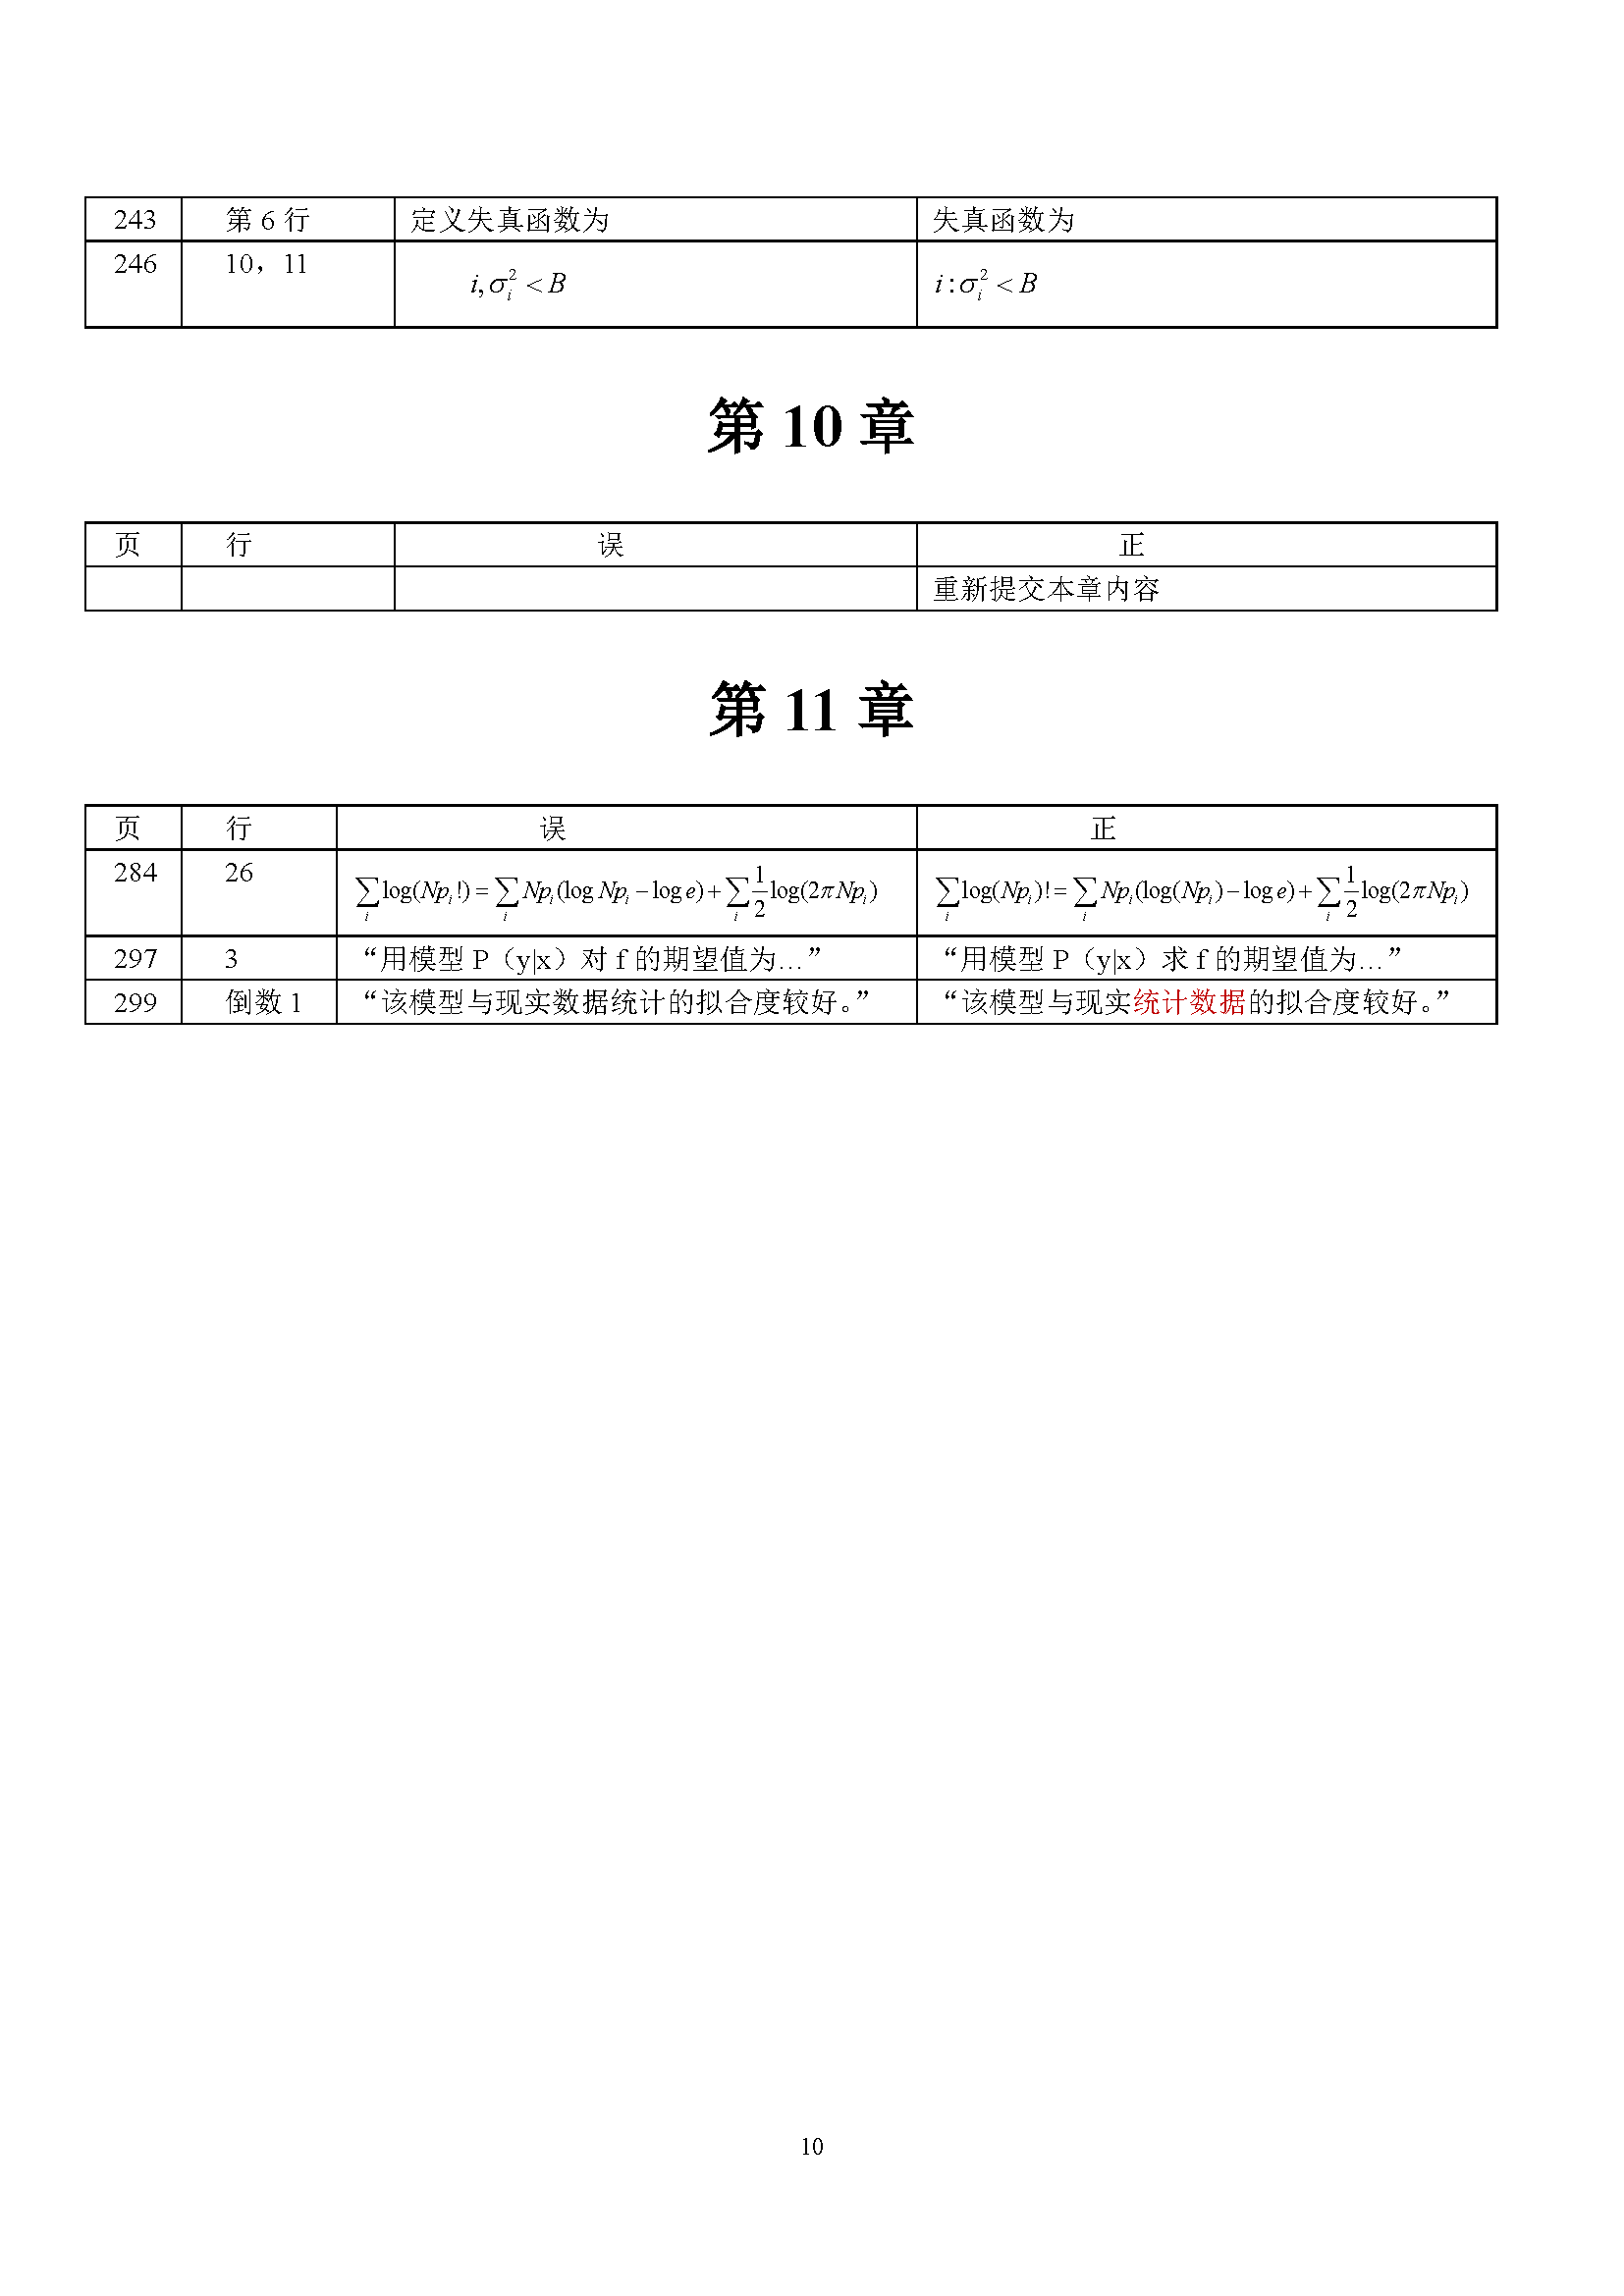 243 第 6 行 定义失真函数为 失真函数为
246 10，11 $i,\sigma_i^2<B$ $i:\sigma_i^2<B$
第 10 章
页 行 误 正
重新提交本章内容
第 11 章
页 行 误 正
284 26 $\sum_i \log(Np_i!)=\sum_i Np_i(\log Np_i-\log e)+\sum_i \frac{1}{2}\log(2\pi Np_i)$ $\sum_i \log(Np_i)!=\sum_i Np_i(\log(Np_i)-\log e)+\sum_i \frac{1}{2}\log(2\pi Np_i)$
297 3 “用模型 P（y|x）对 f 的期望值为…” “用模型 P（y|x）求 f 的期望值为…”
299 倒数 1 “该模型与现实数据统计的拟合度较好。” “该模型与现实统计数据的拟合度较好。”
10